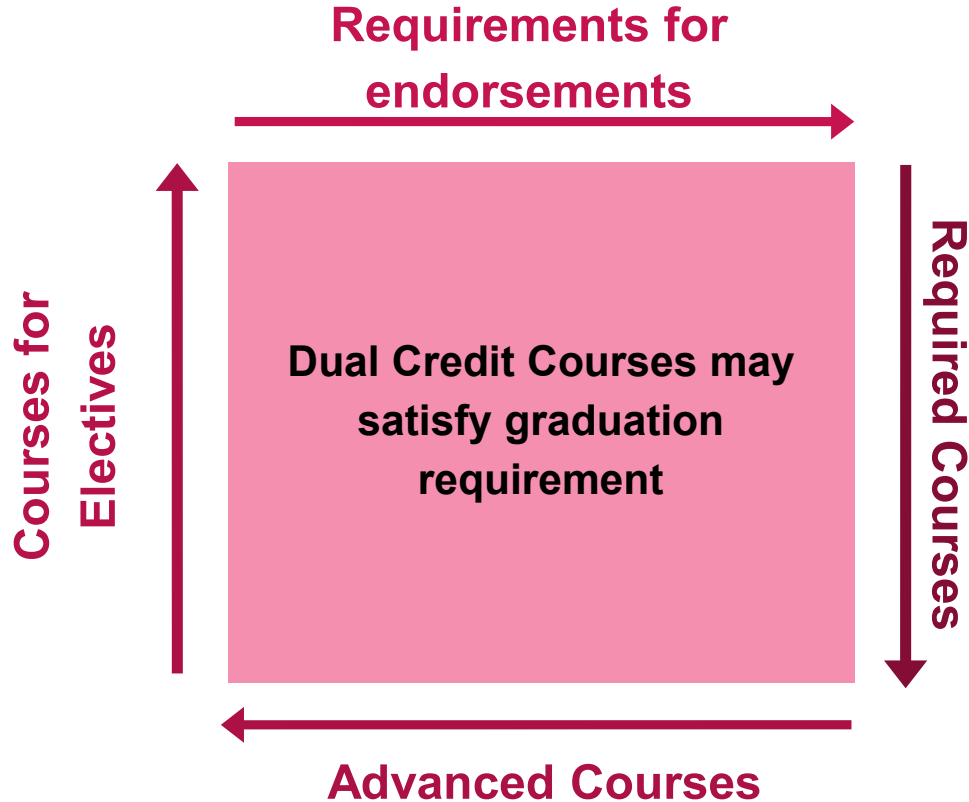 Requirements for
endorsements
Courses for
Electives
Dual Credit Courses may
satisfy graduation
requirement
Required Courses
Advanced Courses